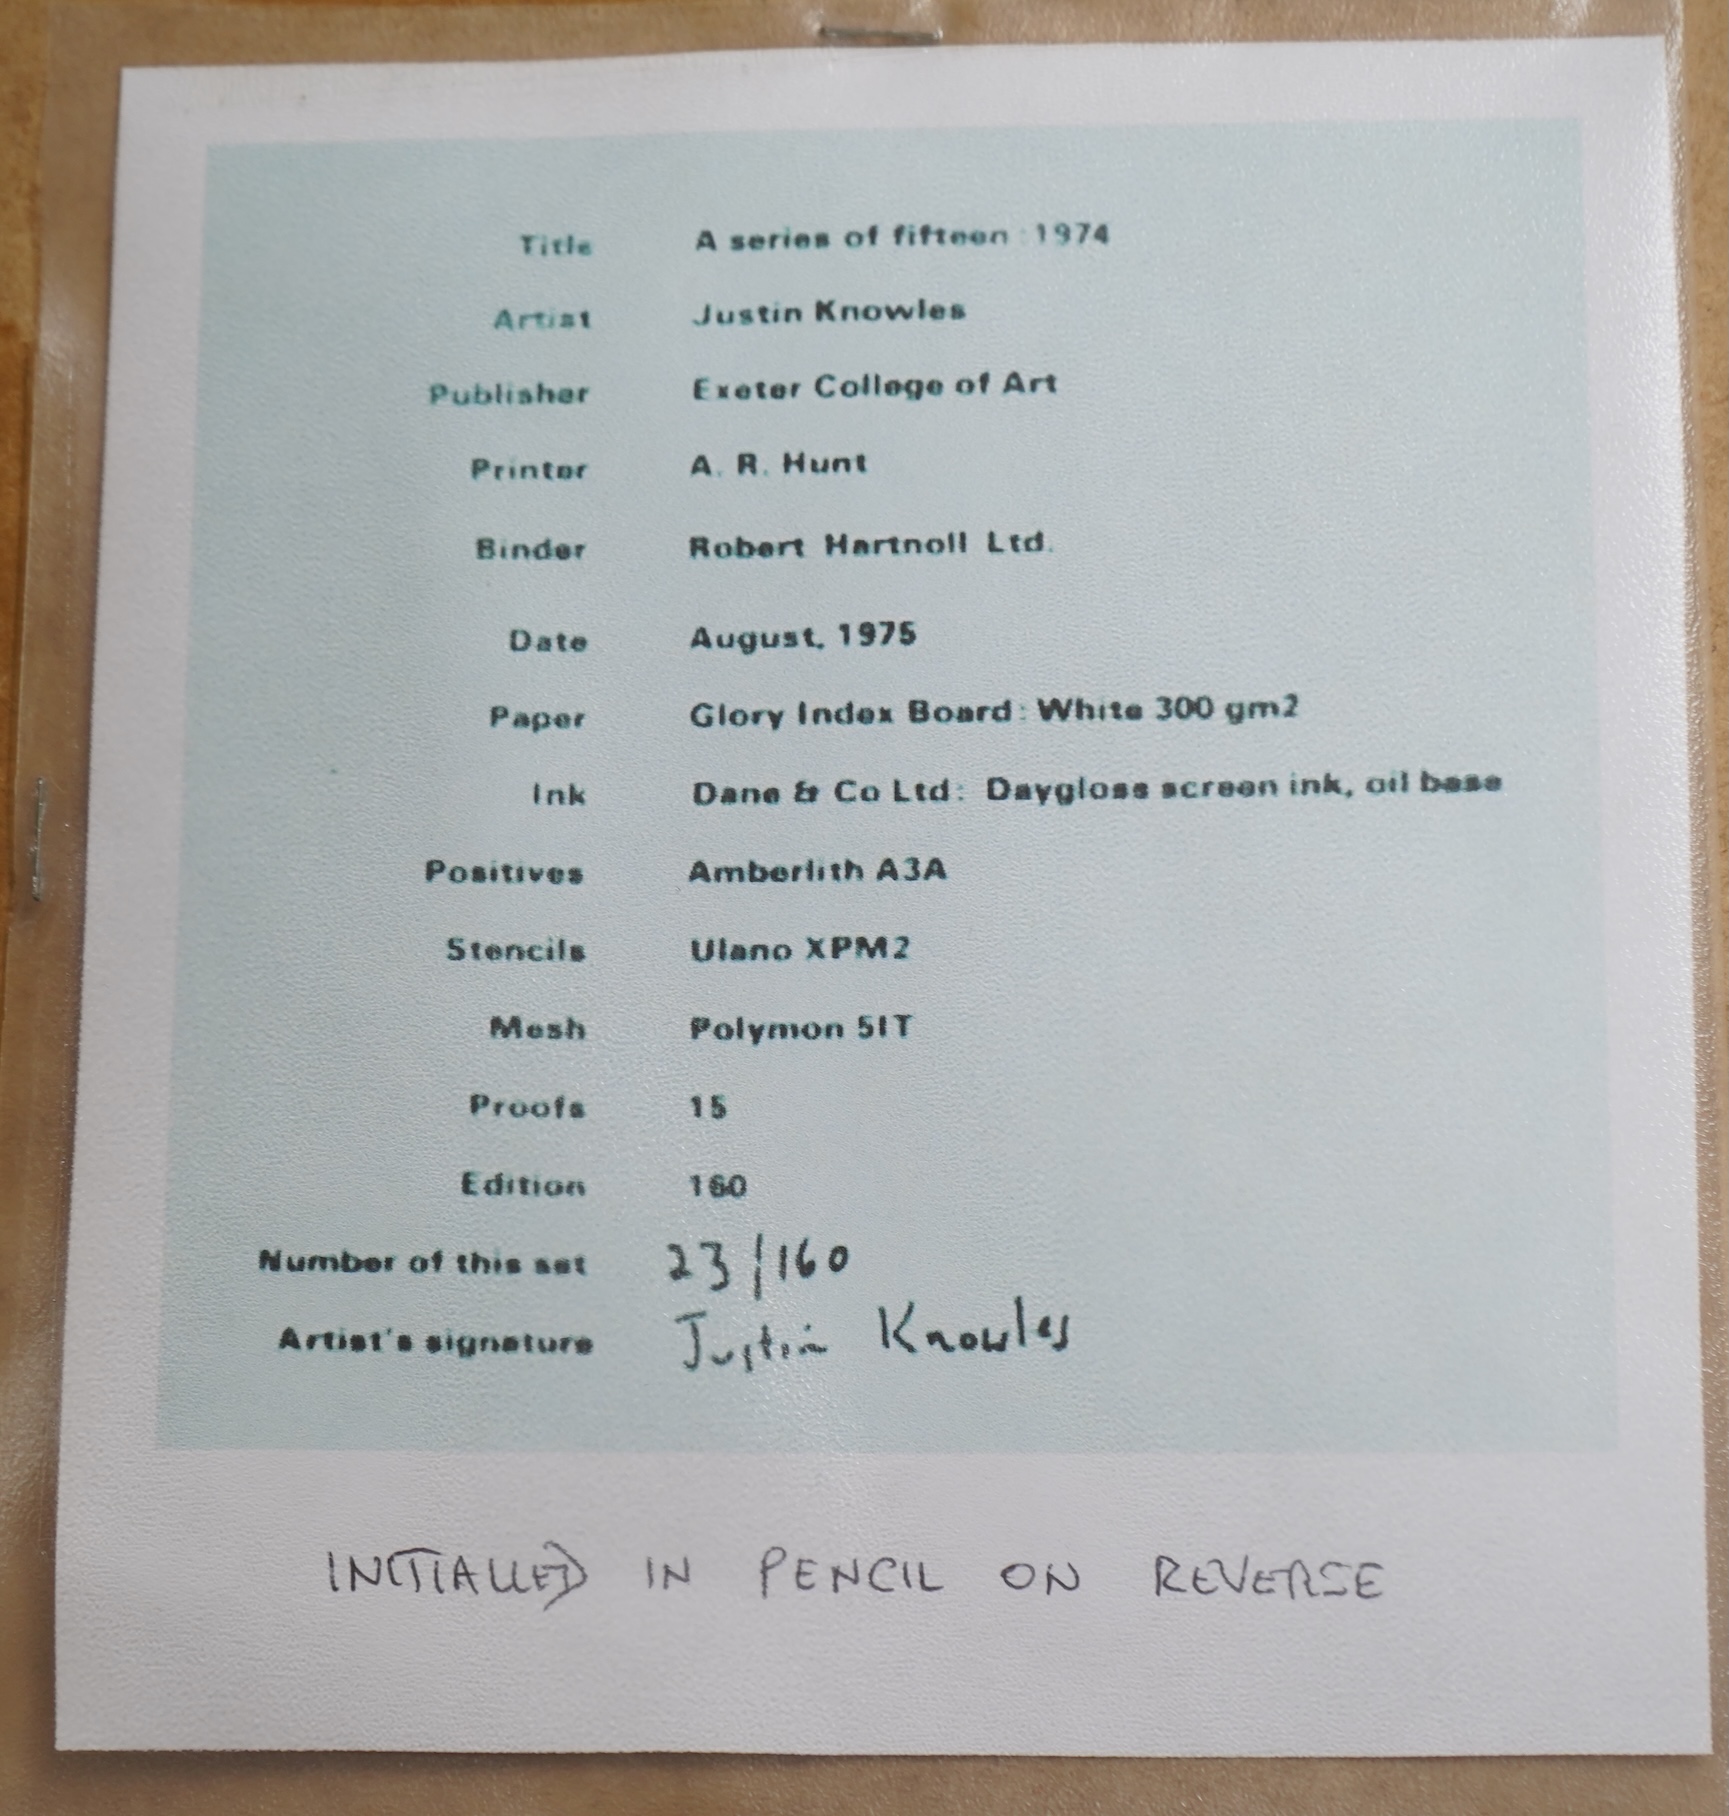 Title A series of fifteen : 1974
Artist Justin Knowles
Publisher Exeter College of Art
Printer A. R. Hunt
Binder Robert Hartnoll Ltd.
Date August, 1975
Paper Glory Index Board: White 300 gm2
Ink Dane & Co Ltd: Daygloss screen ink, oil base
Positives Amberlith A3A
Stencils Ulano XPM2
Mesh Polymon 51T
Proofs 15
Edition 160
Number of this set 23/160
Artist's signature Justin Knowles
INITIALLED IN PENCIL ON REVERSE